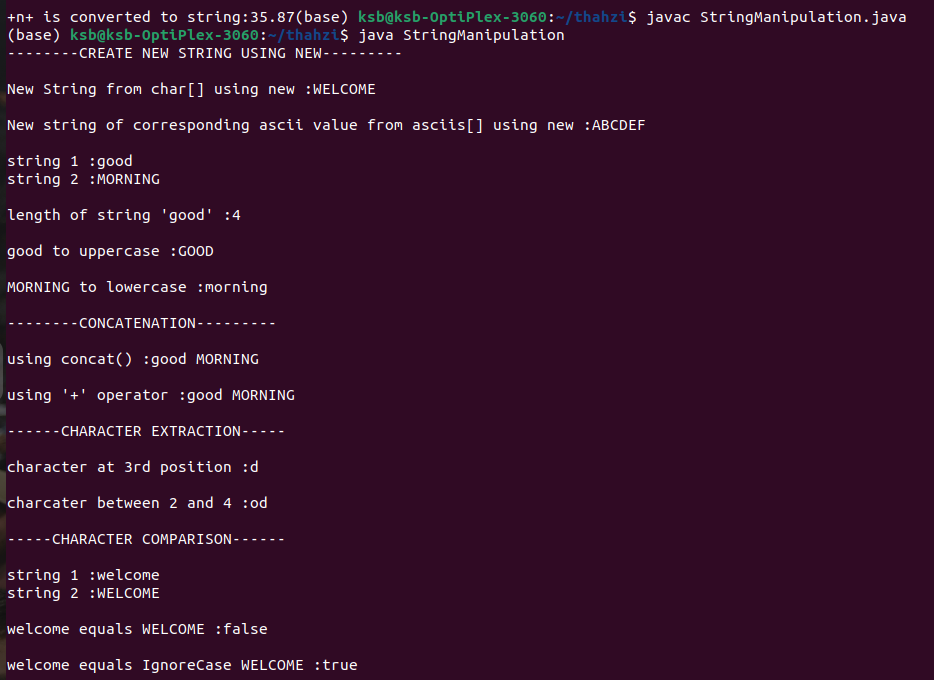 +n+ is converted to string:35.87(base) ksb@ksb-OptiPlex-3060:~/thahzi$ javac StringManipulation.java
(base) ksb@ksb-OptiPlex-3060:~/thahzi$ java StringManipulation
--------CREATE NEW STRING USING NEW---------
New String from char[] using new :WELCOME
New string of corresponding ascii value from asciis[] using new :ABCDEF
string 1 :good
string 2 :MORNING
length of string 'good' :4
good to uppercase :GOOD
MORNING to lowercase :morning
--------CONCATENATION---------
using concat() :good MORNING
using '+' operator :good MORNING
------CHARACTER EXTRACTION-----
character at 3rd position :d
charcater between 2 and 4 :od
-----CHARACTER COMPARISON------
string 1 :welcome
string 2 :WELCOME
welcome equals WELCOME :false
welcome equals IgnoreCase WELCOME :true